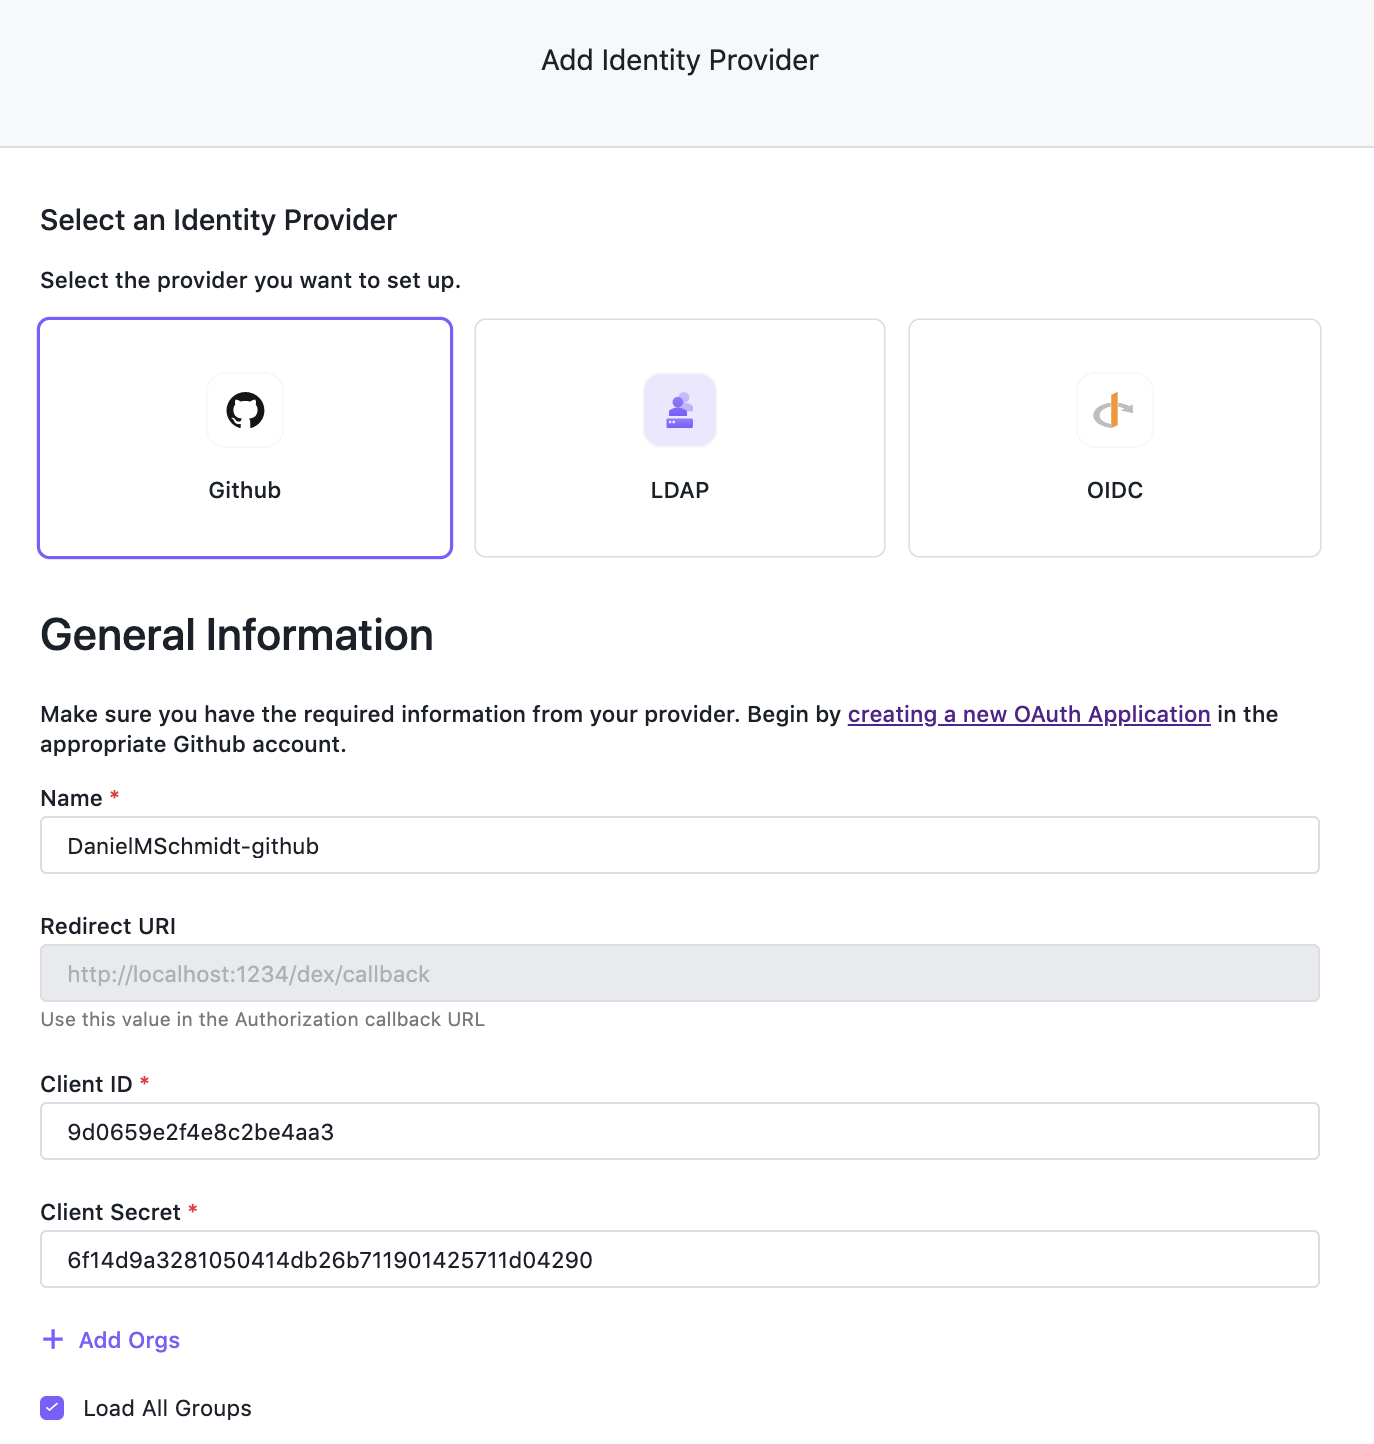 Add Identity Provider
Select an Identity Provider
Select the provider you want to set up.
Github
LDAP
OIDC
General Information
Make sure you have the required information from your provider. Begin by creating a new OAuth Application in the
appropriate Github account.
Name *
DanielMSchmidt-github
Redirect URI
http://localhost:1234/dex/callback
Use this value in the Authorization callback URL
Client ID *
9d0659e2f4e8c2be4aa3
Client Secret *
6f14d9a3281050414db26b711901425711d04290
+ Add Orgs
Load All Groups